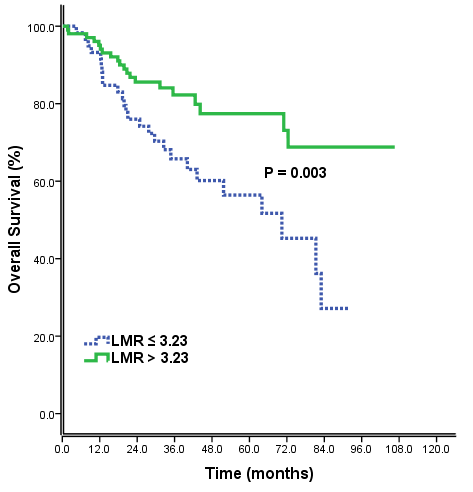 100.0
80.0
60.0
40.0
20.0
0.0
Overall Survival (%)
P = 0.003
LMR ≤ 3.23
LMR > 3.23
0.0 12.0 24.0 36.0 48.0 60.0 72.0 84.0 96.0 108.0 120.0
Time (months)